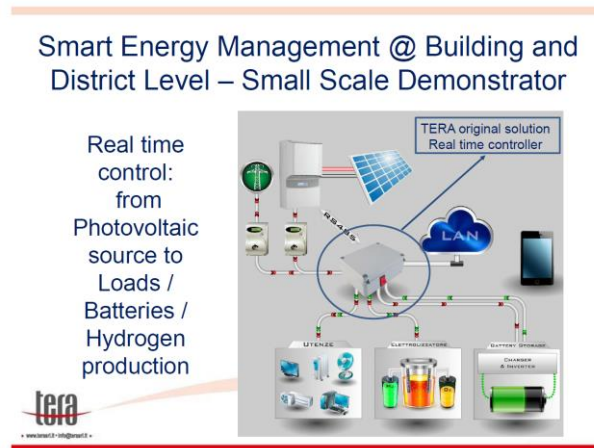 Smart Energy Management @ Building and
District Level – Small Scale Demonstrator
Real time
control:
from
Photovoltaic
source to
Loads /
Batteries /
Hydrogen
production
TERA original solution
Real time controller
RS485
LAN
UTENZE
ELETTROLIZZATORE
BATTERY STORAGE
CHARGER
& INVERTER
tera